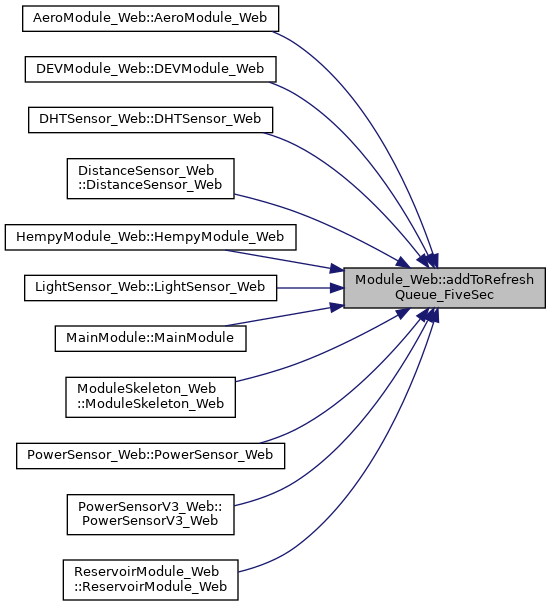 AeroModule_Web::AeroModule_Web
DEVModule_Web::DEVModule_Web
DHTSensor_Web::DHTSensor_Web
DistanceSensor_Web
::DistanceSensor_Web
HempyModule_Web::HempyModule_Web
Module_Web::addToRefresh
Queue_FiveSec
LightSensor_Web::LightSensor_Web
MainModule::MainModule
ModuleSkeleton_Web
::ModuleSkeleton_Web
PowerSensor_Web::PowerSensor_Web
PowerSensorV3_Web::
PowerSensorV3_Web
ReservoirModule_Web
::ReservoirModule_Web